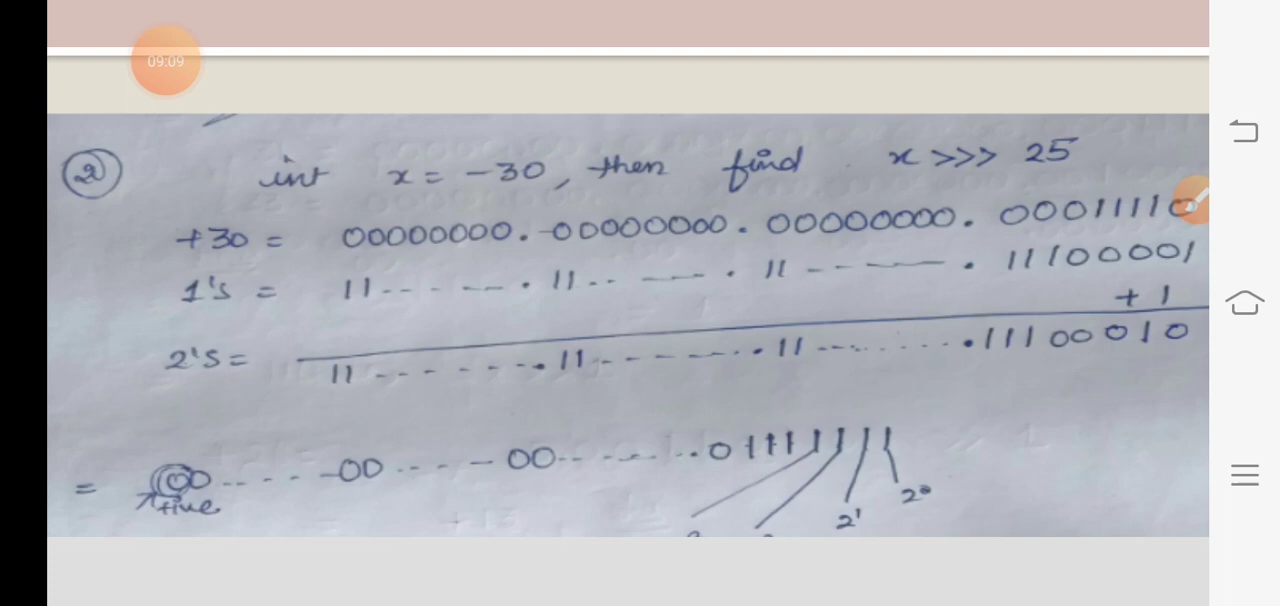 09:09
2 int x = -30, then find x >>> 25
+30 = 00000000. 00000000. 00000000. 00011110
1's = 11------. 11.. ----. 11 ------. 11100001
+ 1
2's = 11 -------. 11 -------. 11 --......... 11100010
= 00.....-00...--00.........01111111
+ive 2¹ 2⁰